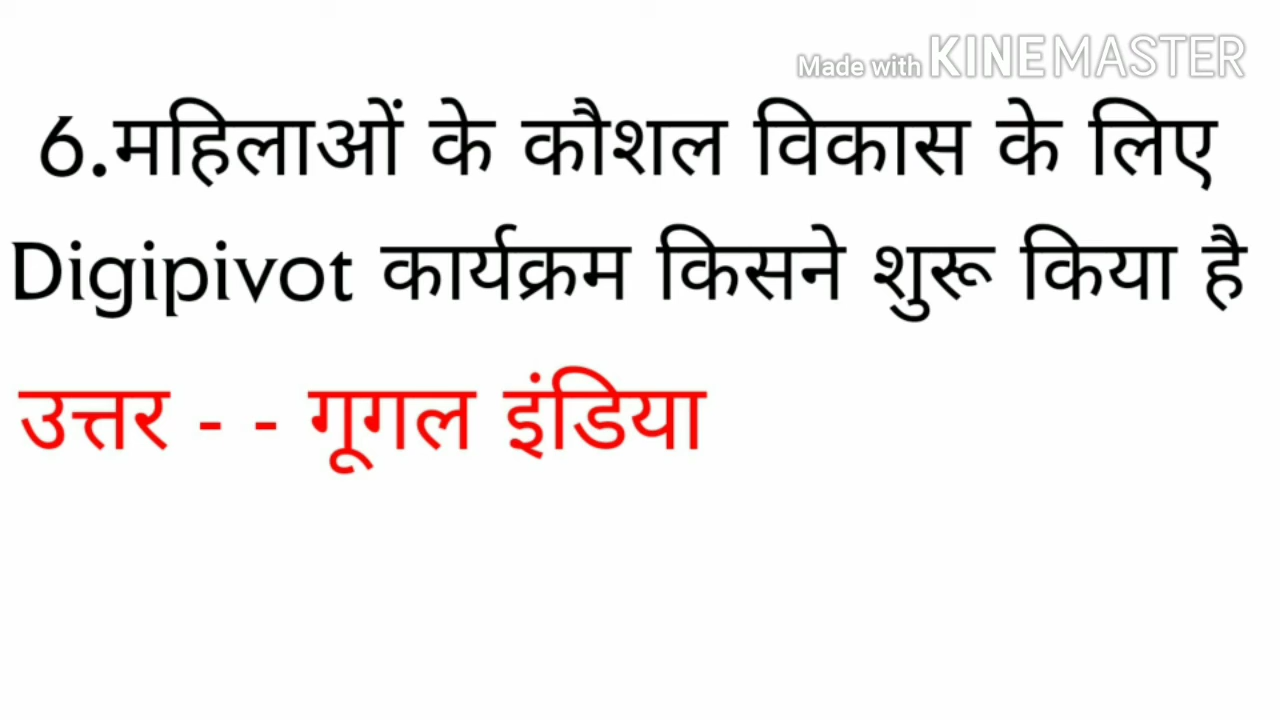 Made with KINEMASTER
6.महिलाओं के कौशल विकास के लिए
Digipivot कार्यक्रम किसने शुरू किया है
उत्तर - - गूगल इंडिया